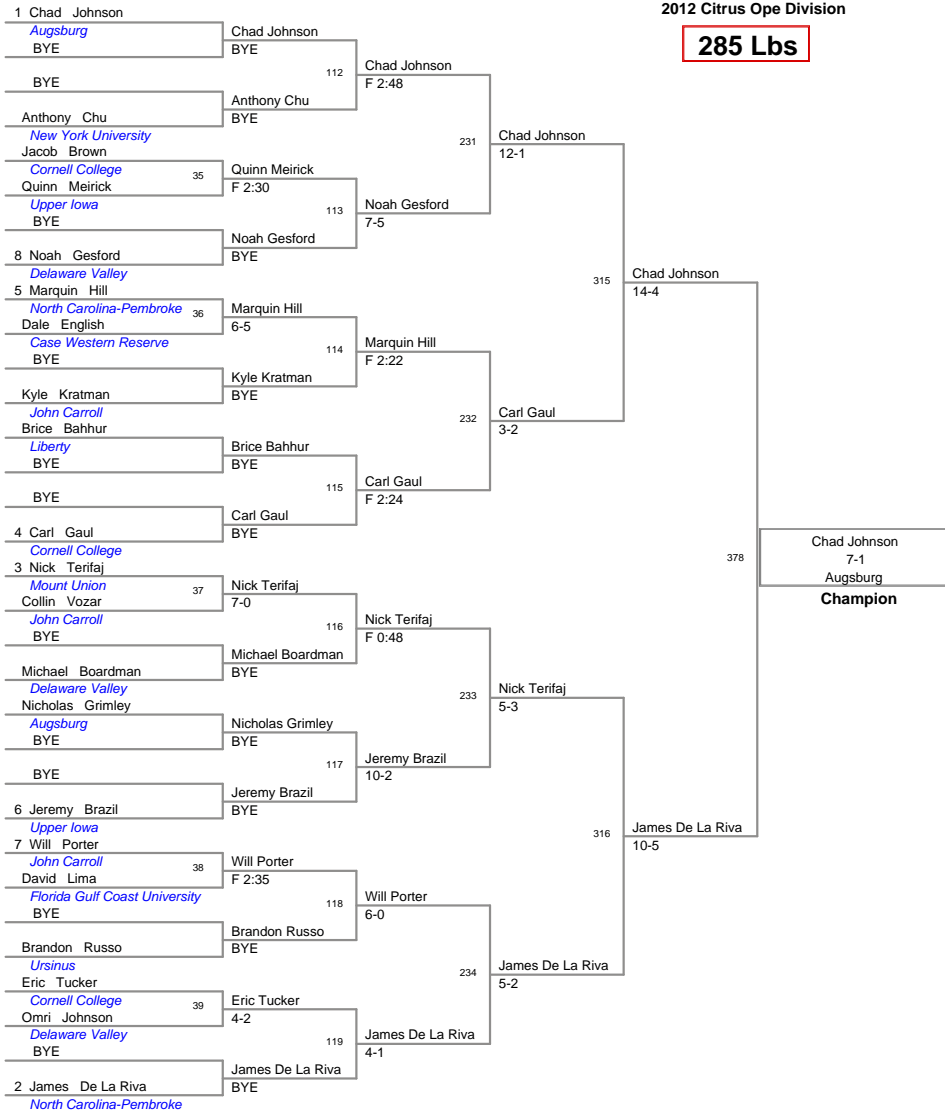 2012 Citrus Ope Division
285 Lbs
1 Chad Johnson
Augsburg
BYE
BYE
Anthony Chu
New York University
Jacob Brown
Cornell College
Quinn Meirick
Upper Iowa
BYE
8 Noah Gesford
Delaware Valley
5 Marquin Hill
North Carolina-Pembroke
Dale English
Case Western Reserve
BYE
Kyle Kratman
John Carroll
Brice Bahhur
Liberty
BYE
BYE
4 Carl Gaul
Cornell College
3 Nick Terifaj
Mount Union
Collin Vozar
John Carroll
BYE
Michael Boardman
Delaware Valley
Nicholas Grimley
Augsburg
BYE
BYE
6 Jeremy Brazil
Upper Iowa
7 Will Porter
John Carroll
David Lima
Florida Gulf Coast University
BYE
Brandon Russo
Ursinus
Eric Tucker
Cornell College
Omri Johnson
Delaware Valley
BYE
2 James De La Riva
North Carolina-Pembroke
Chad Johnson
BYE
Anthony Chu
BYE
35
Quinn Meirick
F 2:30
Noah Gesford
BYE
36
Marquin Hill
6-5
Kyle Kratman
BYE
Brice Bahhur
BYE
Carl Gaul
BYE
37
Nick Terifaj
7-0
Michael Boardman
BYE
Nicholas Grimley
BYE
Jeremy Brazil
BYE
38
Will Porter
F 2:35
Brandon Russo
BYE
39
Eric Tucker
4-2
James De La Riva
BYE
112
Chad Johnson
F 2:48
113
Noah Gesford
7-5
114
Marquin Hill
F 2:22
115
Carl Gaul
F 2:24
116
Nick Terifaj
F 0:48
117
Jeremy Brazil
10-2
118
Will Porter
6-0
119
James De La Riva
4-1
231
Chad Johnson
12-1
232
Carl Gaul
3-2
233
Nick Terifaj
5-3
234
James De La Riva
5-2
315
Chad Johnson
14-4
316
James De La Riva
10-5
378
Chad Johnson
7-1
Augsburg
Champion